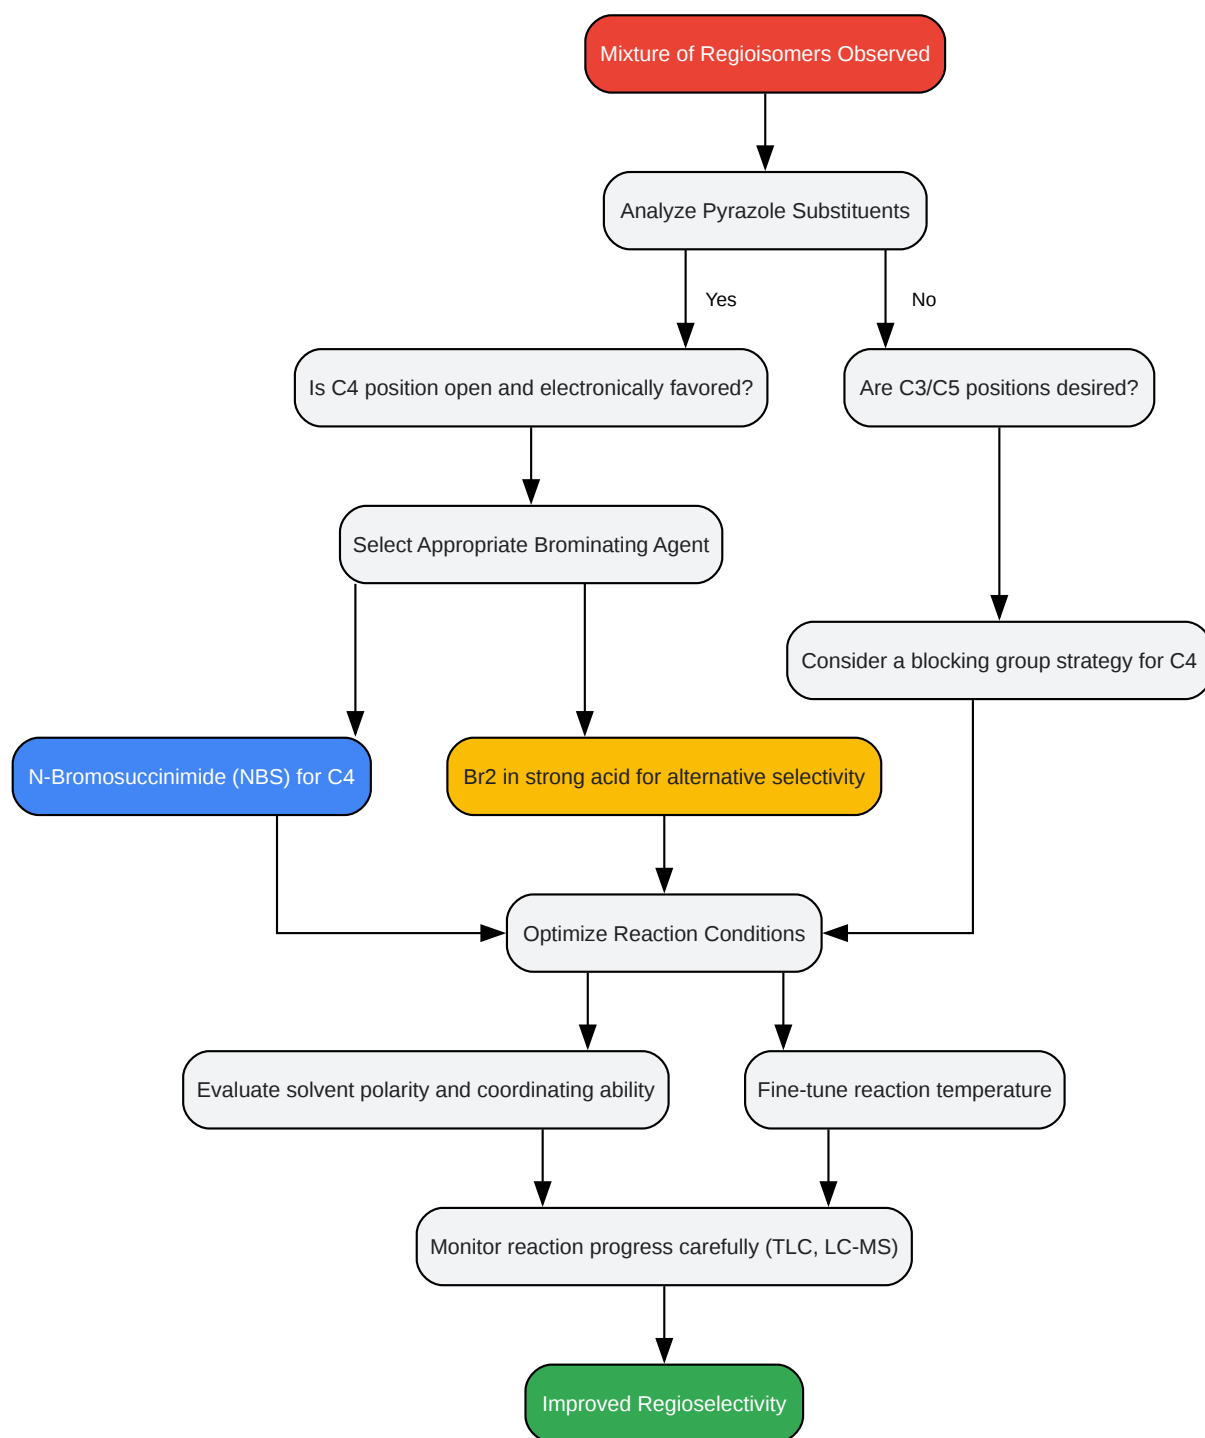 Mixture of Regioisomers Observed
Analyze Pyrazole Substituents
Yes
No
Is C4 position open and electronically favored?
Are C3/C5 positions desired?
Select Appropriate Brominating Agent
Consider a blocking group strategy for C4
N-Bromosuccinimide (NBS) for C4
Br2 in strong acid for alternative selectivity
Optimize Reaction Conditions
Evaluate solvent polarity and coordinating ability
Fine-tune reaction temperature
Monitor reaction progress carefully (TLC, LC-MS)
Improved Regioselectivity